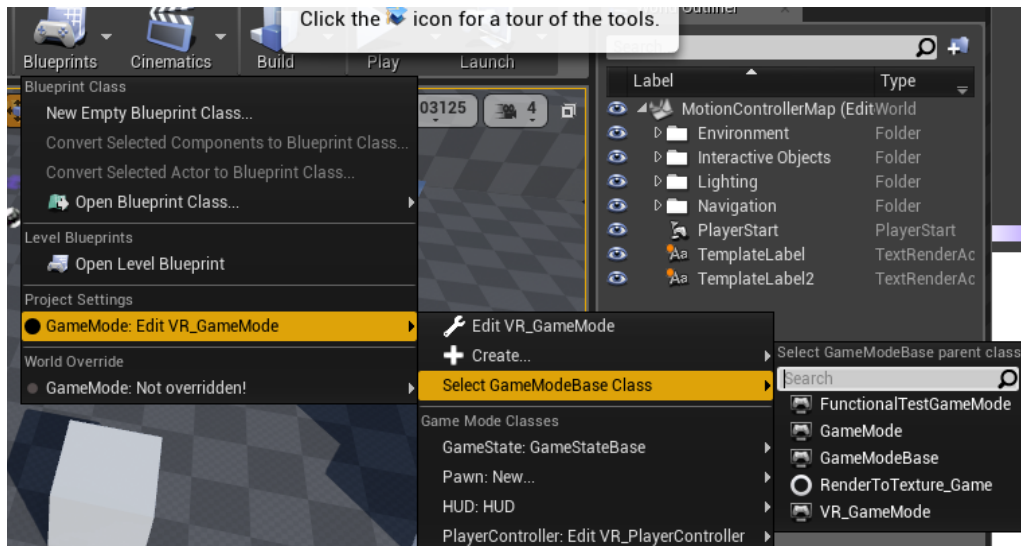 Click the icon for a tour of the tools.
World Outliner
Blueprints
Cinematics
Build
Play
Launch
Search
Label
Type
Blueprint Class
New Empty Blueprint Class...
Convert Selected Components to Blueprint Class...
Convert Selected Actor to Blueprint Class...
Open Blueprint Class...
Level Blueprints
Open Level Blueprint
Project Settings
GameMode: Edit VR_GameMode
World Override
GameMode: Not overridden!
03125
4
MotionControllerMap (Edit
World
Environment
Folder
Interactive Objects
Folder
Lighting
Folder
Navigation
Folder
PlayerStart
PlayerStart
Aa
TemplateLabel
TextRenderAc
Aa
TemplateLabel2
TextRenderAc
Edit VR_GameMode
Create...
Select GameModeBase Class
Game Mode Classes
GameState: GameStateBase
Pawn: New...
HUD: HUD
PlayerController: Edit VR_PlayerController
Select GameModeBase parent class
Search
FunctionalTestGameMode
GameMode
GameModeBase
RenderToTexture_Game
VR_GameMode